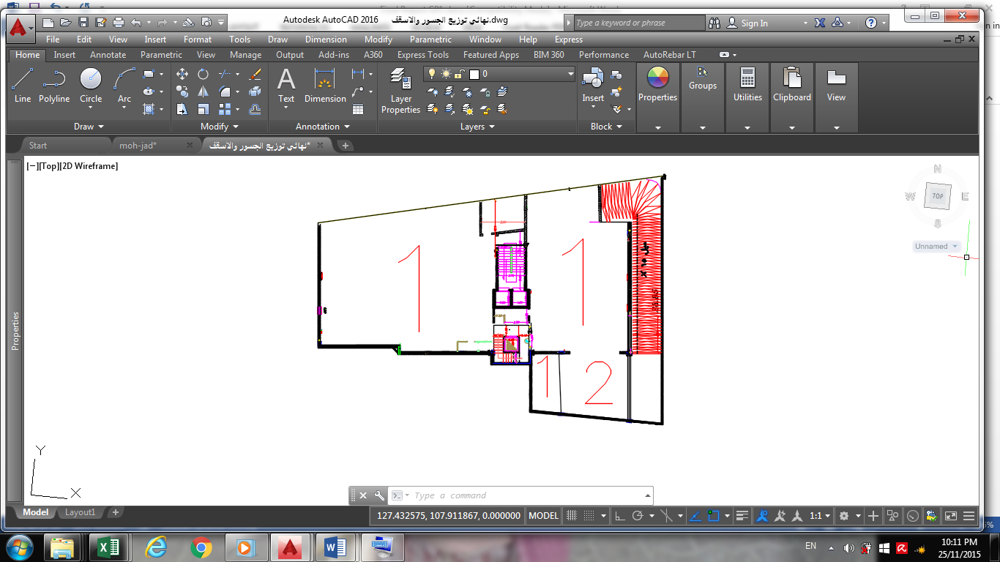 Autodesk AutoCAD 2016 نهائي توزيع الجسور والاسقف.dwg
Type a keyword or phrase
Sign In
File Edit View Insert Format Tools Draw Dimension Modify Parametric Window Help Express
Home Insert Annotate Parametric View Manage Output Add-ins A360 Express Tools Featured Apps BIM 360 Performance AutoRebar LT
0
Line Polyline Circle Arc Text Dimension Layer Properties Insert Properties Groups Utilities Clipboard View
Draw Modify Annotation Layers Block
Start moh-jad* نهائي توزيع الجسور والاسقف*
[−][Top][2D Wireframe]
N
W TOP E
S
Unnamed
Properties
1 1
1 2
Y
X
Type a command
Model Layout1
127.432575, 107.911867, 0.000000 MODEL 1:1
EN
10:11 PM
25/11/2015